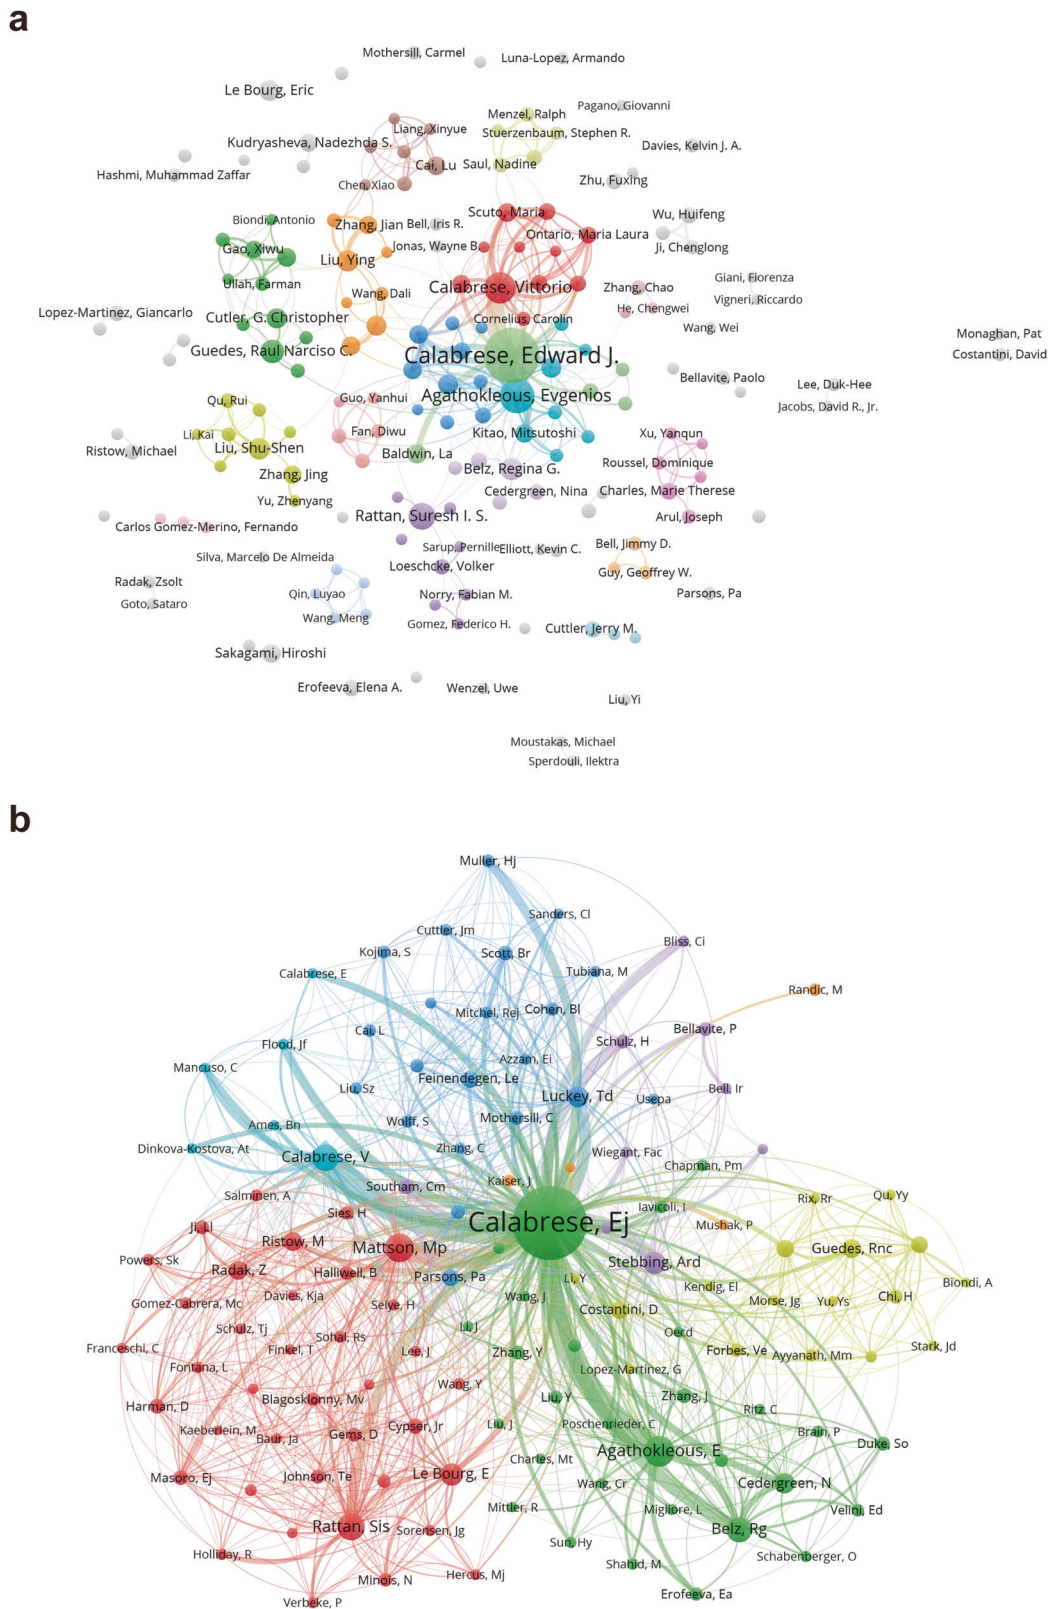 a
Mothersill, Carmel
Luna-Lopez, Armando
Le Bourg, Eric
Pagano, Giovanni
Menzel, Ralph
Liang, Xinyue
Stuerzenbaum, Stephen R.
Kudryasheva, Nadezhda S.
Davies, Kelvin J. A.
Cai, Lu
Saul, Nadine
Hashmi, Muhammad Zaffar
Chen, Xiao
Zhu, Fuxing
Biondi, Antonio
Zhang, Jian
Bell, Iris R.
Scuto, Maria
Wu, Huifeng
Ontario, Maria Laura
Gao, Xiwu
Jonas, Wayne B.
Ji, Chenglong
Liu, Ying
Ullah, Farman
Calabrese, Vittorio
Zhang, Chao
Giani, Fiorenza
Wang, Dali
Vigneri, Riccardo
Lopez-Martinez, Giancarlo
Cutler, G. Christopher
Cornelius, Carolin
He, Chengwei
Wang, Wei
Monaghan, Pat
Guedes, Raul Narciso C.
Calabrese, Edward J.
Costantini, David
Bellavite, Paolo
Lee, Duk-Hee
Qu, Rui
Guo, Yanhui
Agathokleous, Evgenios
Jacobs, David R., Jr.
Li, Kai
Fan, Diwu
Kitao, Mitsutoshi
Xu, Yanqun
Ristow, Michael
Liu, Shu-Shen
Baldwin, La
Roussel, Dominique
Zhang, Jing
Belz, Regina G.
Yu, Zhenyang
Cedergreen, Nina
Charles, Marie Therese
Carlos Gomez-Merino, Fernando
Rattan, Suresh I. S.
Arul, Joseph
Silva, Marcelo De Almeida
Sarup, Pernille
Elliott, Kevin C.
Bell, Jimmy D.
Radak, Zsolt
Loeschcke, Volker
Guy, Geoffrey W.
Goto, Sataro
Qin, Luyao
Norry, Fabian M.
Parsons, Pa
Wang, Meng
Gomez, Federico H.
Cuttler, Jerry M.
Sakagami, Hiroshi
Erofeeva, Elena A.
Wenzel, Uwe
Liu, Yi
Moustakas, Michael
Sperdouli, Ilektra
b
Muller, Hj
Sanders, Cl
Cuttler, Jm
Bliss, Ci
Kojima, S
Scott, Br
Calabrese, E
Tubiana, M
Randic, M
Mitchel, Rej
Cohen, Bl
Cai, L
Bellavite, P
Flood, Jf
Schulz, H
Mancuso, C
Azzam, Ei
Feinendegen, Le
Liu, Sz
Luckey, Td
Usepa
Bell, Ir
Ames, Bn
Wolff, S
Mothersill, C
Dinkova-Kostova, At
Calabrese, V
Zhang, C
Wiegant, Fac
Chapman, Pm
Salminen, A
Southam, Cm
Kaiser, J
Rix, Rr
Qu, Yy
Ji, Ll
Sies, H
Calabrese, Ej
Iavicoli, I
Mushak, P
Powers, Sk
Ristow, M
Mattson, Mp
Guedes, Rnc
Radak, Z
Halliwell, B
Parsons, Pa
Stebbing, Ard
Li, Y
Kendig, El
Biondi, A
Gomez-Cabrera, Mc
Davies, Kja
Selye, H
Wang, J
Costantini, D
Morse, Jg
Yu, Ys
Chi, H
Schulz, Tj
Sohal, Rs
Li, J
Oerd
Franceschi, C
Finkel, T
Lee, J
Zhang, Y
Forbes, Ve
Ayyanath, Mm
Stark, Jd
Fontana, L
Lopez-Martinez, G
Wang, Y
Harman, D
Blagosklonny, Mv
Liu, Y
Zhang, J
Ritz, C
Kaeberlein, M
Baur, Ja
Gems, D
Cypser, Jr
Liu, J
Poschenrieder, C
Brain, P
Duke, So
Masoro, Ej
Johnson, Te
Le Bourg, E
Charles, Mt
Agathokleous, E
Wang, Cr
Cedergreen, N
Mittler, R
Migliore, L
Velini, Ed
Rattan, Sis
Sorensen, Jg
Belz, Rg
Holliday, R
Sun, Hy
Schabenberger, O
Minois, N
Hercus, Mj
Shahid, M
Verbeke, P
Erofeeva, Ea